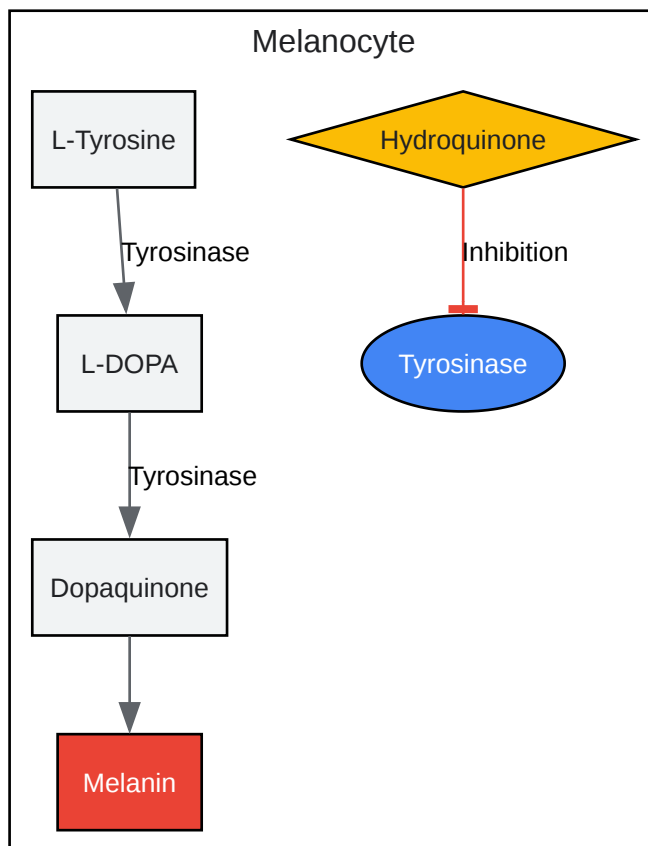 Melanocyte
L-Tyrosine
Hydroquinone
Tyrosinase
Inhibition
L-DOPA
Tyrosinase
Tyrosinase
Dopaquinone
Melanin